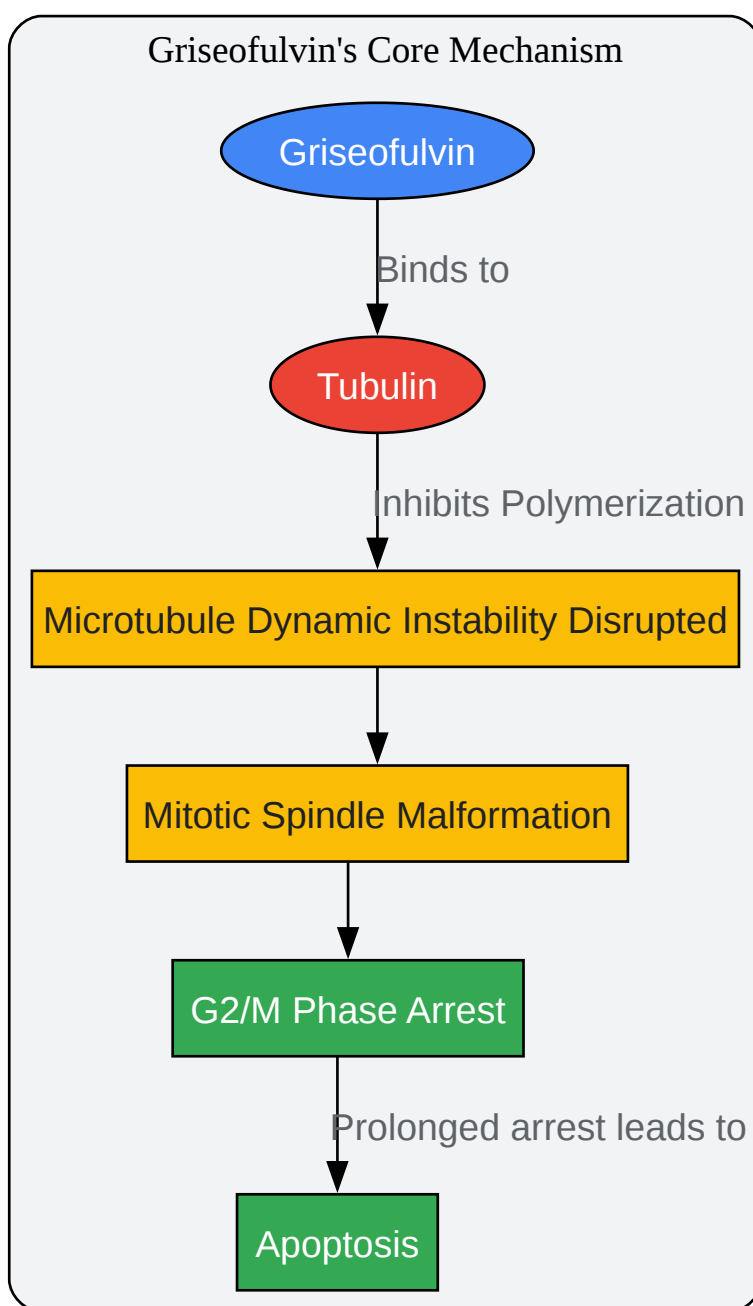 Griseofulvin's Core Mechanism
Griseofulvin
Binds to
Tubulin
Inhibits Polymerization
Microtubule Dynamic Instability Disrupted
Mitotic Spindle Malformation
G2/M Phase Arrest
Prolonged arrest leads to
Apoptosis